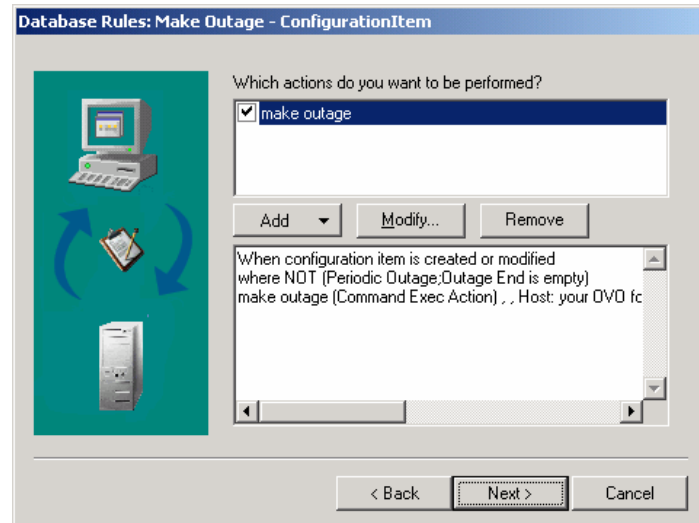 Database Rules: Make Outage - ConfigurationItem
Which actions do you want to be performed?
make outage
Add
Modify...
Remove
When configuration item is created or modified
where NOT (Periodic Outage;Outage End is empty)
make outage (Command Exec Action) , , Host: your OVO fo
< Back
Next >
Cancel